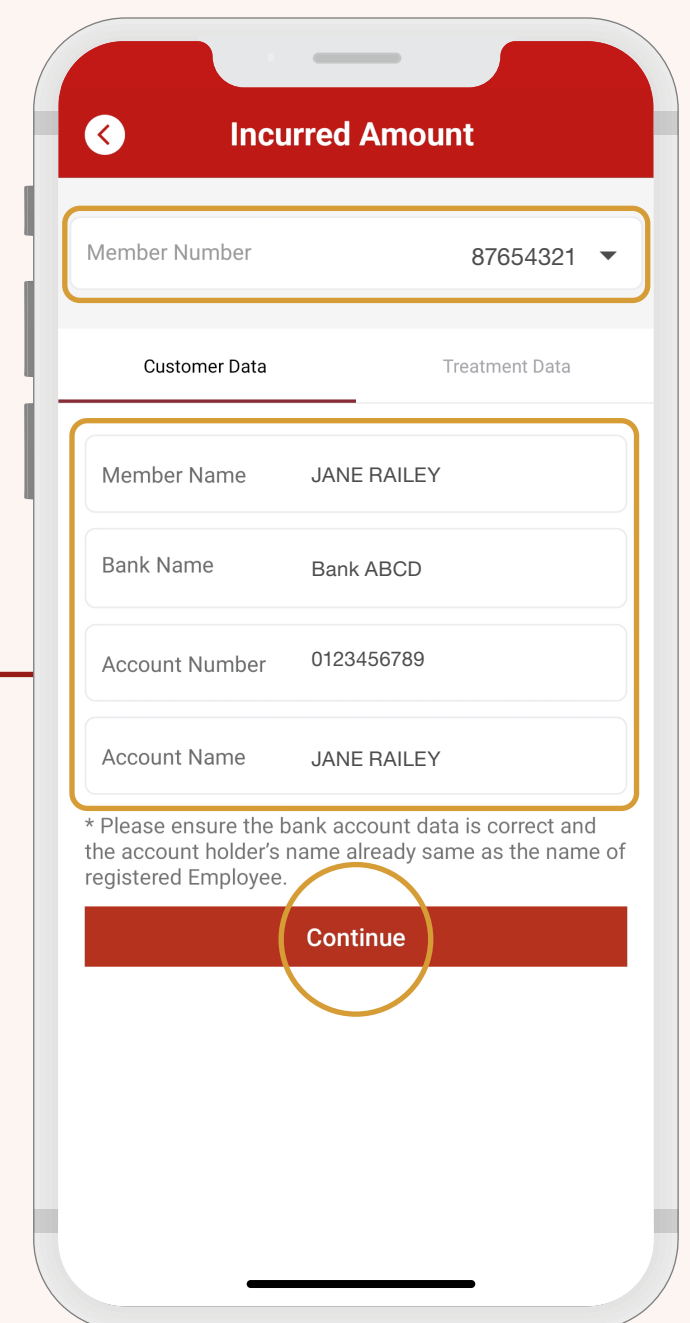 Incurred Amount
Member Number 87654321
Customer Data Treatment Data
Member Name JANE RAILEY
Bank Name Bank ABCD
Account Number 0123456789
Account Name JANE RAILEY
* Please ensure the bank account data is correct and
the account holder's name already same as the name of
registered Employee.
Continue